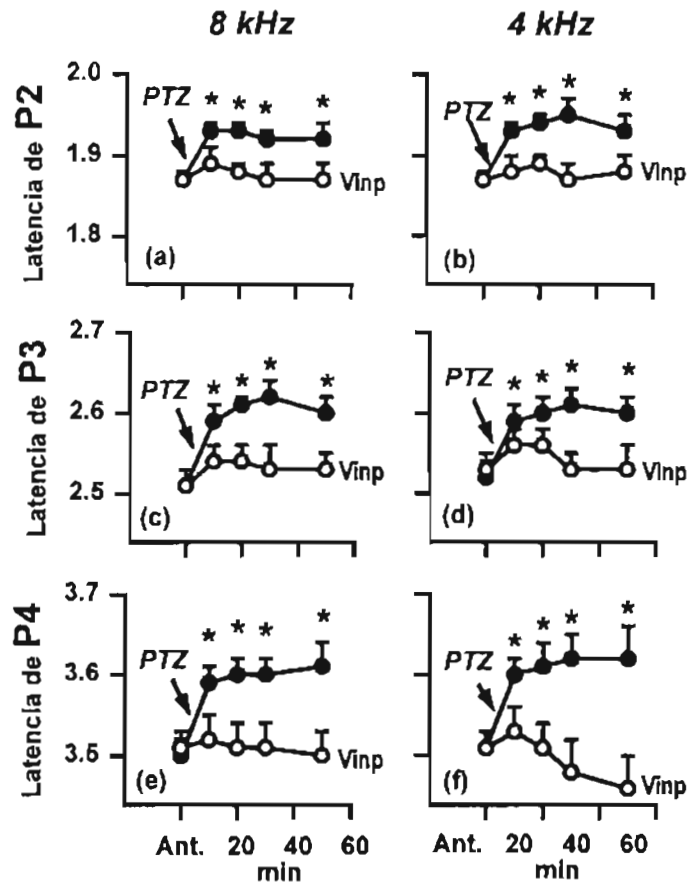 8 kHz 4 kHz
Latencia de P2
2.0
1.9
1.8
PTZ
* * * *
Vinp
(a)
PTZ
* * * *
Vinp
(b)
Latencia de P3
2.7
2.6
2.5
PTZ
* * * *
Vinp
(c)
PTZ
* * * *
Vinp
(d)
Latencia de P4
3.7
3.6
3.5
PTZ
* * * *
Vinp
(e)
PTZ
* * * *
Vinp
(f)
Ant. 20 40 60
min
Ant. 20 40 60
min